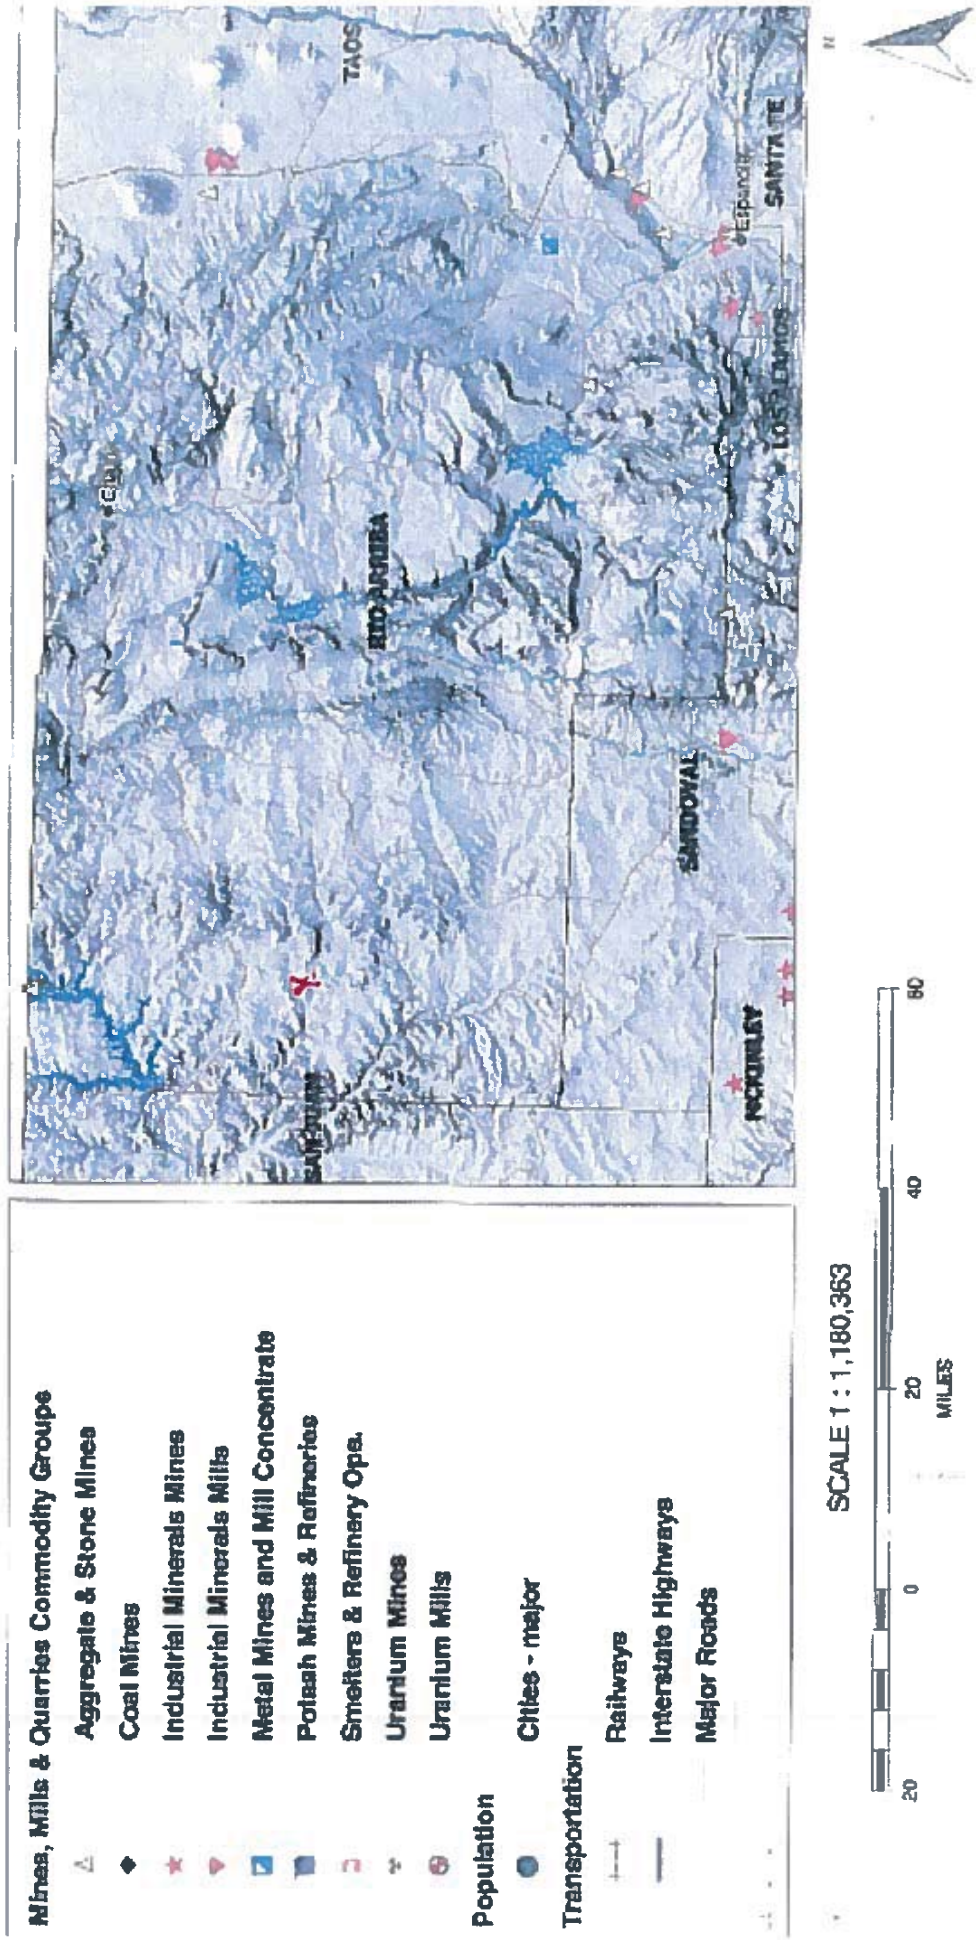 Mines, Mills & Quarries Commodity Groups
Aggregate & Stone Mines
Coal Mines
Industrial Minerals Mines
Industrial Minerals Mills
Metal Mines and Mill Concentrate
Potash Mines & Refineries
Smelters & Refinery Ops.
Uranium Mines
Uranium Mills
Population
Cities - major
Transportation
Railways
Interstate Highways
Major Roads
SAN JUAN
RIO ARRIBA
TAOS
SANDOVAL
MCKINLEY
LOS ALAMOS
Espanola
SANTA FE
N
SCALE 1 : 1,180,363
20
0
20
40
60
MILES